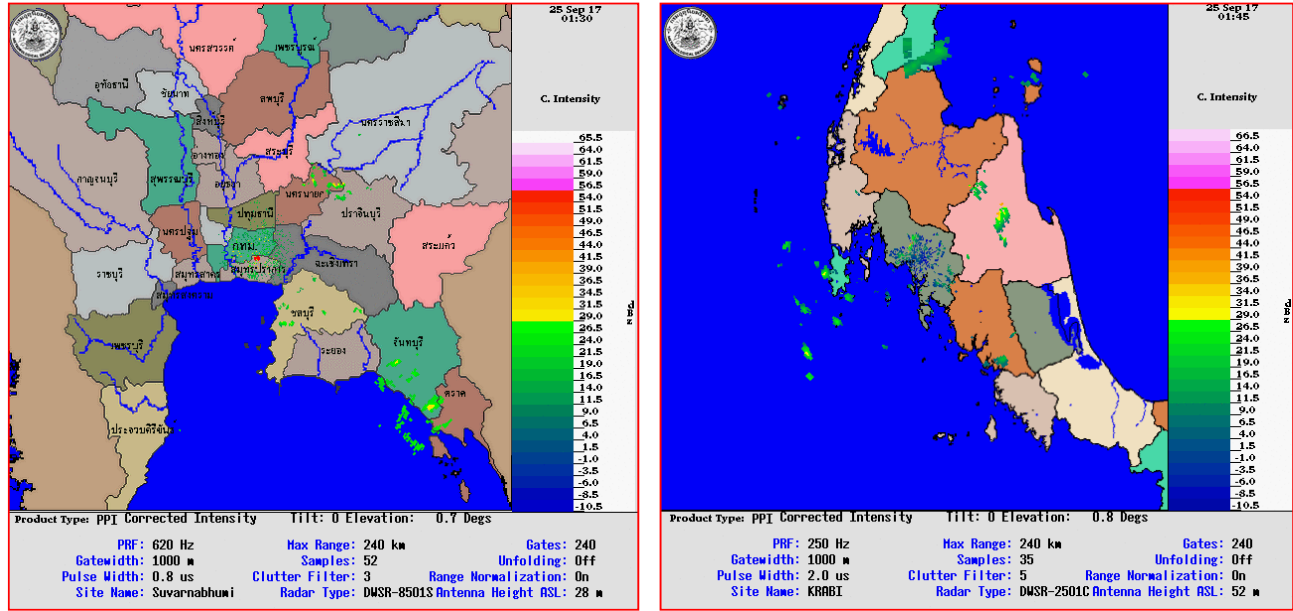 25 Sep 17
01:30
C. Intensity
65.5
64.0
61.5
59.0
56.5
54.0
51.5
49.0
46.5
44.0
41.5
39.0
36.5
34.0
31.5
29.0
26.5
24.0
21.5
19.0
16.5
14.0
11.5
9.0
6.5
4.0
1.5
-1.0
-3.5
-6.0
-8.5
-10.5
นครสวรรค์
เพชรบูรณ์
อุทัยธานี
ชัยนาท
ลพบุรี
สิงห์บุรี
นครราชสีมา
อ่างทอง
สระบุรี
กาญจนบุรี
สุพรรณบุรี
อยุธยา
นครนายก
ปราจีนบุรี
ปทุมธานี
นครปฐม
กทม.
สระแก้ว
ราชบุรี
สมุทรสาคร
สมุทรปราการ
ฉะเชิงเทรา
ชลบุรี
เพชรบุรี
ระยอง
จันทบุรี
ตราด
ประจวบคีรีขันธ์
Product Type: PPI Corrected Intensity Tilt: 0 Elevation: 0.7 Degs
PRF: 620 Hz Max Range: 240 km Gates: 240
Gatewidth: 1000 m Samples: 52 Unfolding: Off
Pulse Width: 0.8 us Clutter Filter: 3 Range Normalization: On
Site Name: Suvarnabhumi Radar Type: DWSR-8501S Antenna Height ASL: 28 m
25 Sep 17
01:45
C. Intensity
66.5
64.0
61.5
59.0
56.5
54.0
51.5
49.0
46.5
44.0
41.5
39.0
36.5
34.0
31.5
29.0
26.5
24.0
21.5
19.0
16.5
14.0
11.5
9.0
6.5
4.0
1.5
-1.0
-3.5
-6.0
-8.5
-10.5
Product Type: PPI Corrected Intensity Tilt: 0 Elevation: 0.8 Degs
PRF: 250 Hz Max Range: 240 km Gates: 240
Gatewidth: 1000 m Samples: 35 Unfolding: Off
Pulse Width: 2.0 us Clutter Filter: 5 Range Normalization: On
Site Name: KRABI Radar Type: DWSR-2501C Antenna Height ASL: 52 m